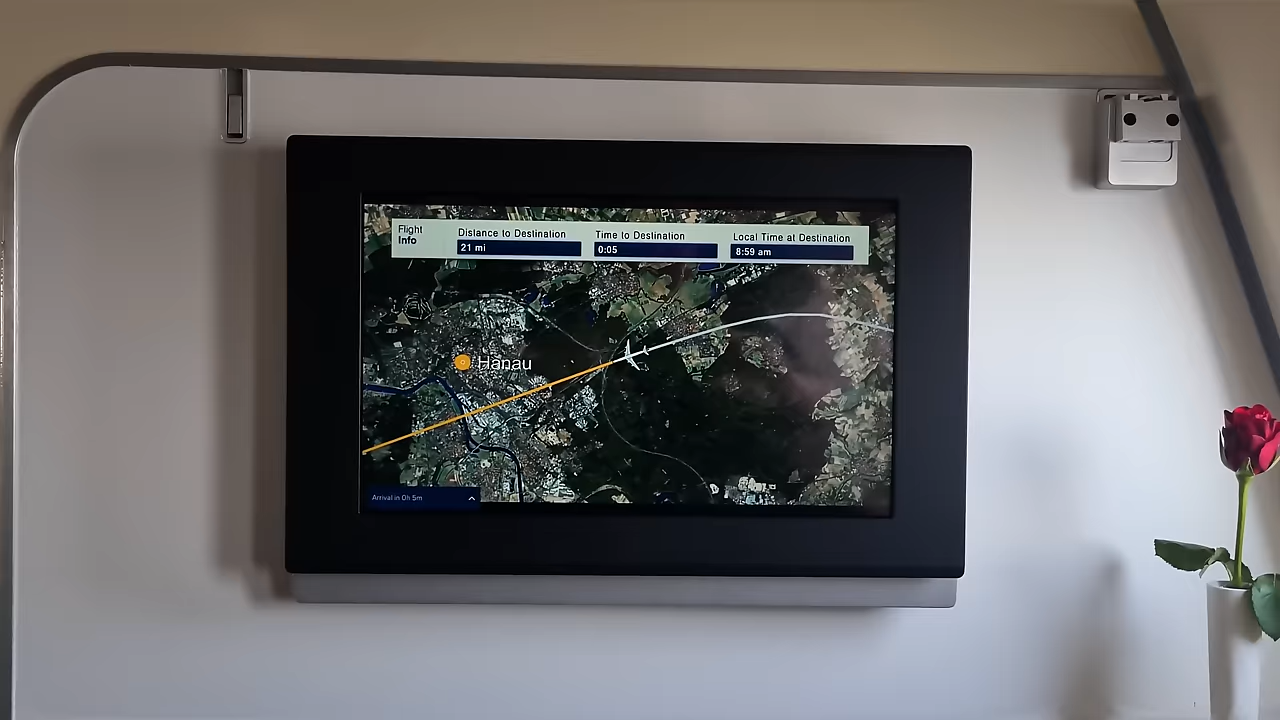 Flight
Info
Distance to Destination
21 mi
Time to Destination
0:05
Local Time at Destination
8:59 am
Hanau
Arrival in 0h 5m